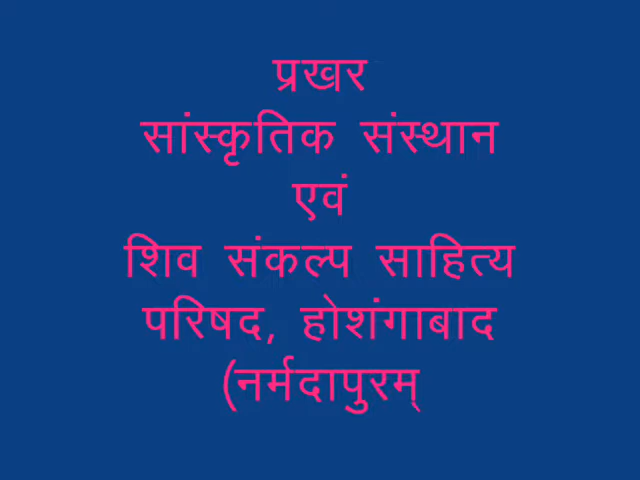 प्रखर
सांस्कृतिक संस्थान
एवं
शिव संकल्प साहित्य
परिषद, होशंगाबाद
(नर्मदापुरम्